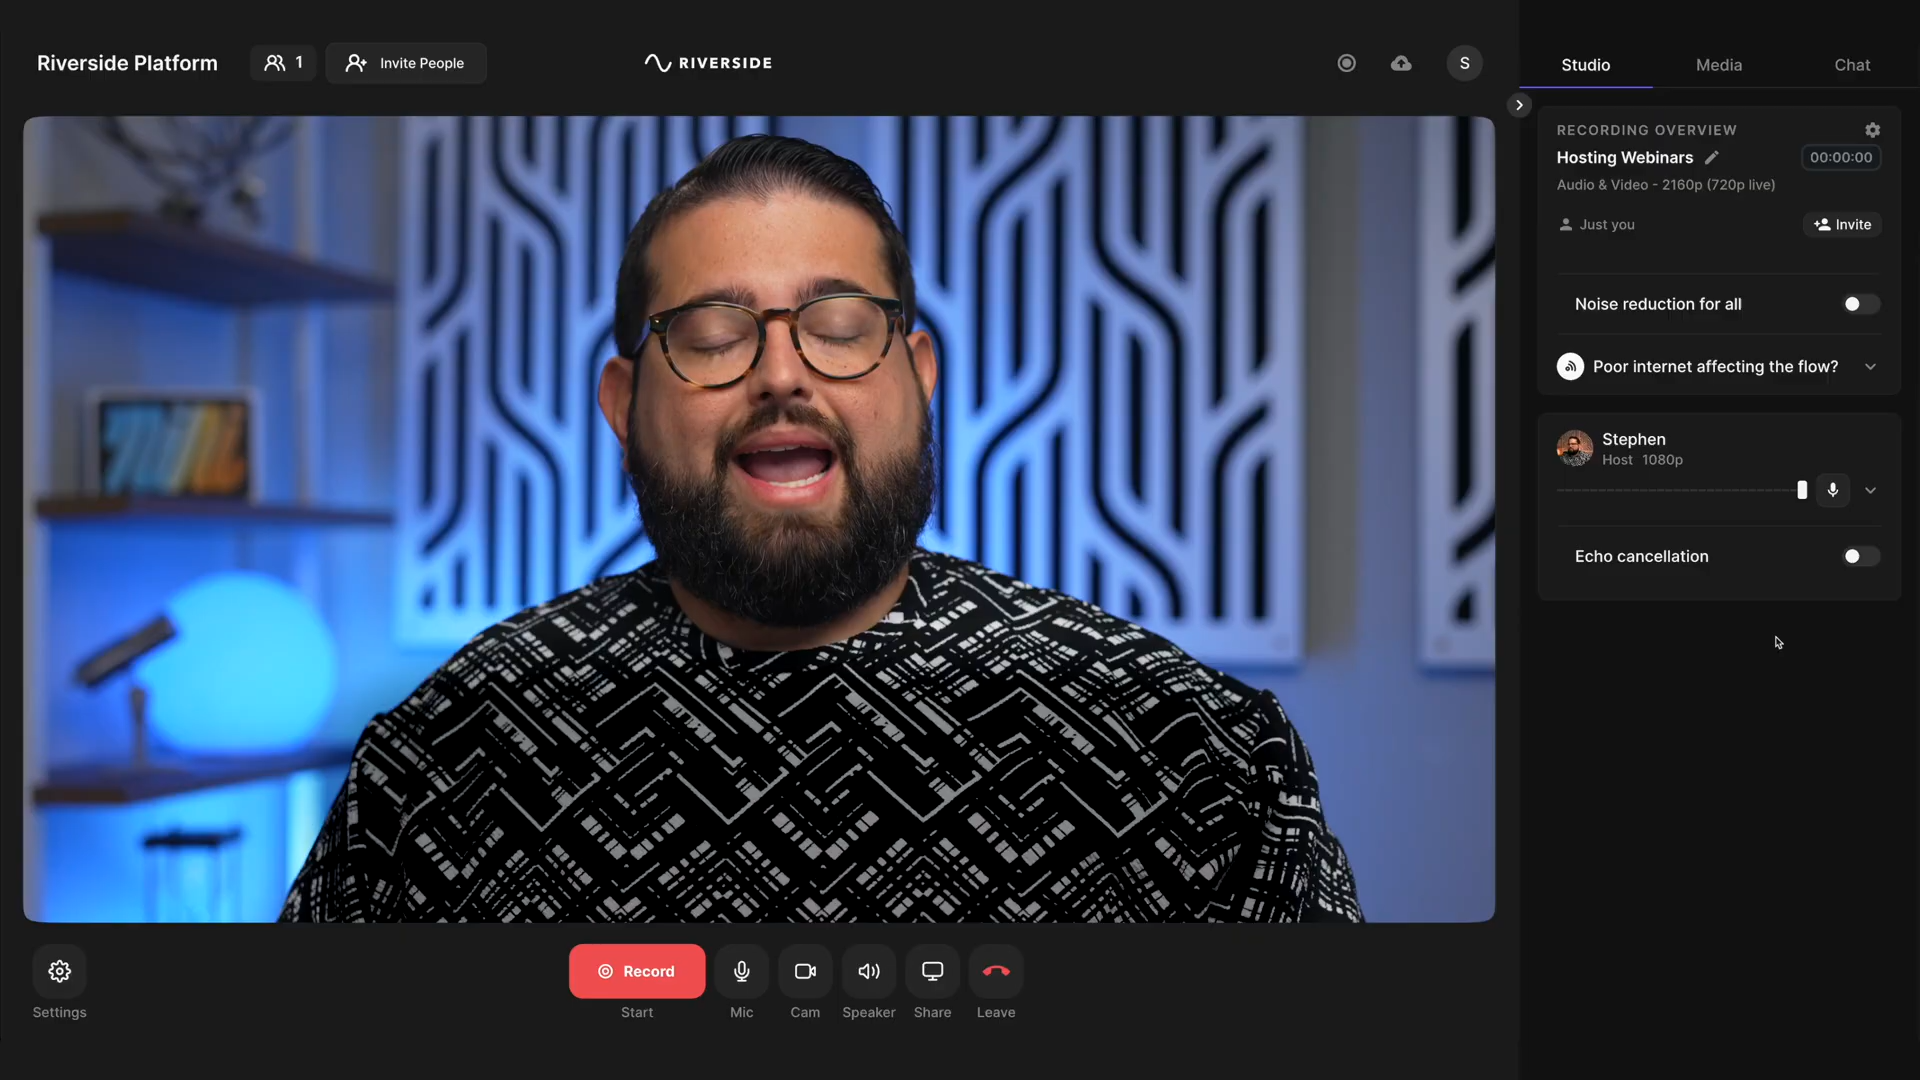 Riverside Platform
1
Invite People
RIVERSIDE
S
Studio
Media
Chat
RECORDING OVERVIEW
Hosting Webinars
00:00:00
Audio & Video - 2160p (720p live)
Just you
Invite
Noise reduction for all
Poor internet affecting the flow?
Stephen
Host 1080p
Echo cancellation
Record
Settings
Start
Mic
Cam
Speaker
Share
Leave